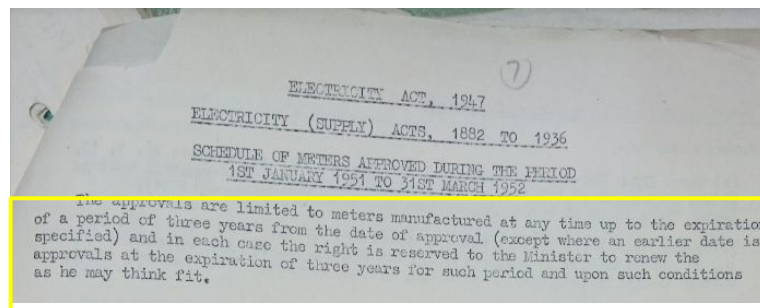 7
ELECTRICITY ACT, 1947
ELECTRICITY (SUPPLY) ACTS, 1882 TO 1936
SCHEDULE OF METERS APPROVED DURING THE PERIOD
1ST JANUARY 1951 TO 31ST MARCH 1952
The approvals are limited to meters manufactured at any time up to the expiration
of a period of three years from the date of approval (except where an earlier date is
specified) and in each case the right is reserved to the Minister to renew the
approvals at the expiration of three years for such period and upon such conditions
as he may think fit.